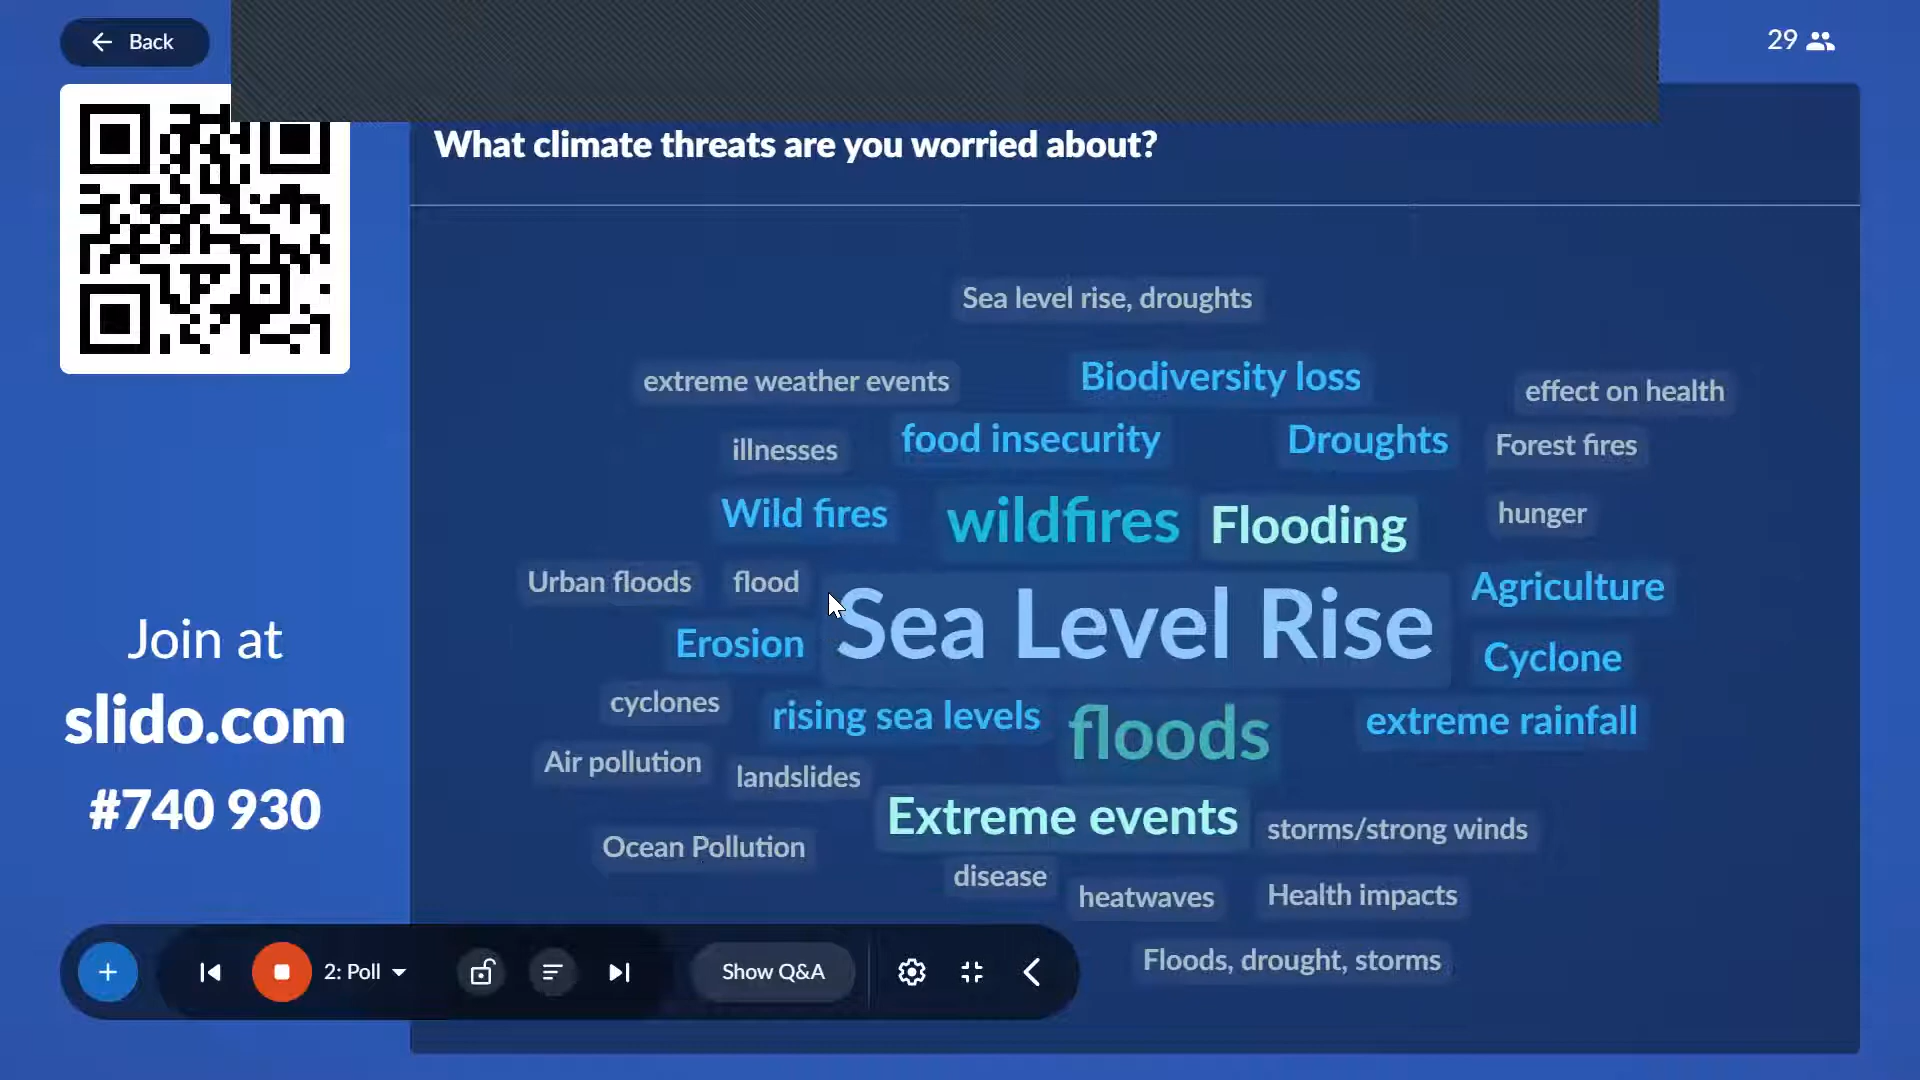 Back
29
What climate threats are you worried about?
Sea level rise, droughts
extreme weather events
Biodiversity loss
effect on health
illnesses
food insecurity
Droughts
Forest fires
Wild fires
wildfires
Flooding
hunger
Urban floods
flood
Sea Level Rise
Agriculture
Erosion
Cyclone
cyclones
rising sea levels
floods
extreme rainfall
Air pollution
landslides
Extreme events
storms/strong winds
Ocean Pollution
disease
heatwaves
Health impacts
Floods, drought, storms
Join at
slido.com
#740 930
2: Poll
Show Q&A